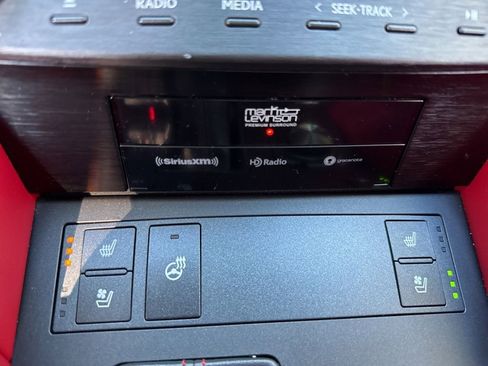 RADIO MEDIA < SEEK•TRACK >
mark Levinson
PREMIUM SURROUND
((SiriusXM)) HD Radio gracenote